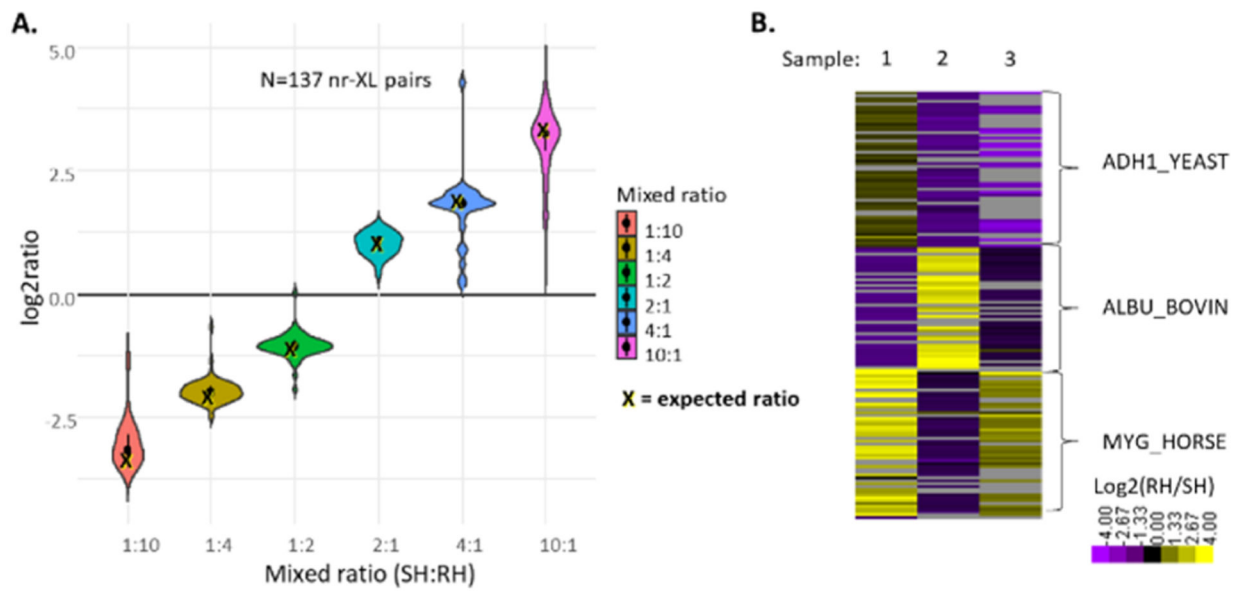 A.
5.0
N=137 nr-XL pairs
2.5
0.0
-2.5
log2ratio
1:10 1:4 1:2 2:1 4:1 10:1
Mixed ratio (SH:RH)
Mixed ratio
1:10
1:4
1:2
2:1
4:1
10:1
X = expected ratio
B.
Sample: 1 2 3
ADH1_YEAST
ALBU_BOVIN
MYG_HORSE
Log2(RH/SH)
-4.00 -2.67 -1.33 0.00 1.33 2.67 4.00